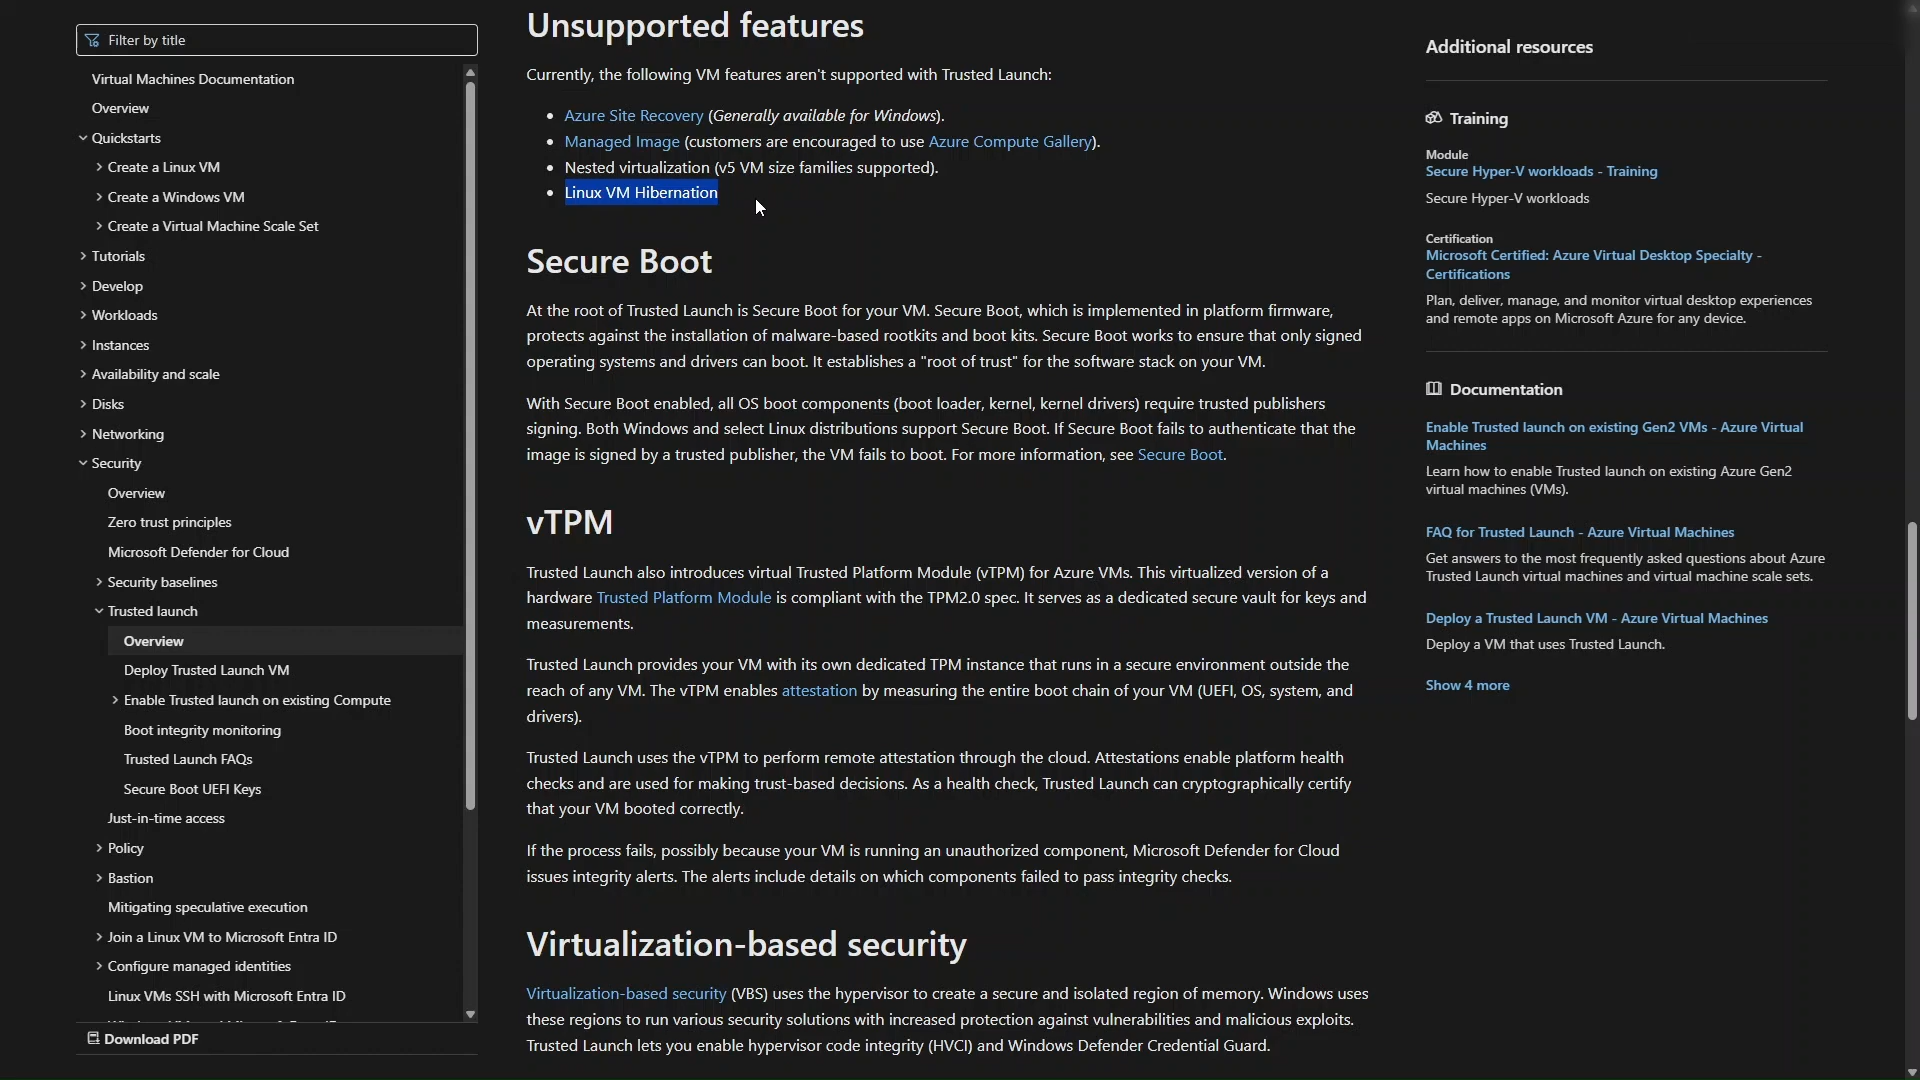 Filter by title
Virtual Machines Documentation
Overview
Quickstarts
Create a Linux VM
Create a Windows VM
Create a Virtual Machine Scale Set
Tutorials
Develop
Workloads
Instances
Availability and scale
Disks
Networking
Security
Overview
Zero trust principles
Microsoft Defender for Cloud
Security baselines
Trusted launch
Overview
Deploy Trusted Launch VM
Enable Trusted launch on existing Compute
Boot integrity monitoring
Trusted Launch FAQs
Secure Boot UEFI Keys
Just-in-time access
Policy
Bastion
Mitigating speculative execution
Join a Linux VM to Microsoft Entra ID
Configure managed identities
Linux VMs SSH with Microsoft Entra ID
Download PDF
Unsupported features
Currently, the following VM features aren't supported with Trusted Launch:
• Azure Site Recovery (Generally available for Windows).
• Managed Image (customers are encouraged to use Azure Compute Gallery).
• Nested virtualization (v5 VM size families supported).
• Linux VM Hibernation
Secure Boot
At the root of Trusted Launch is Secure Boot for your VM. Secure Boot, which is implemented in platform firmware,
protects against the installation of malware-based rootkits and boot kits. Secure Boot works to ensure that only signed
operating systems and drivers can boot. It establishes a "root of trust" for the software stack on your VM.
With Secure Boot enabled, all OS boot components (boot loader, kernel, kernel drivers) require trusted publishers
signing. Both Windows and select Linux distributions support Secure Boot. If Secure Boot fails to authenticate that the
image is signed by a trusted publisher, the VM fails to boot. For more information, see Secure Boot.
vTPM
Trusted Launch also introduces virtual Trusted Platform Module (vTPM) for Azure VMs. This virtualized version of a
hardware Trusted Platform Module is compliant with the TPM2.0 spec. It serves as a dedicated secure vault for keys and
measurements.
Trusted Launch provides your VM with its own dedicated TPM instance that runs in a secure environment outside the
reach of any VM. The vTPM enables attestation by measuring the entire boot chain of your VM (UEFI, OS, system, and
drivers).
Trusted Launch uses the vTPM to perform remote attestation through the cloud. Attestations enable platform health
checks and are used for making trust-based decisions. As a health check, Trusted Launch can cryptographically certify
that your VM booted correctly.
If the process fails, possibly because your VM is running an unauthorized component, Microsoft Defender for Cloud
issues integrity alerts. The alerts include details on which components failed to pass integrity checks.
Virtualization-based security
Virtualization-based security (VBS) uses the hypervisor to create a secure and isolated region of memory. Windows uses
these regions to run various security solutions with increased protection against vulnerabilities and malicious exploits.
Trusted Launch lets you enable hypervisor code integrity (HVCI) and Windows Defender Credential Guard.
Additional resources
Training
Module
Secure Hyper-V workloads - Training
Secure Hyper-V workloads
Certification
Microsoft Certified: Azure Virtual Desktop Specialty -
Certifications
Plan, deliver, manage, and monitor virtual desktop experiences
and remote apps on Microsoft Azure for any device.
Documentation
Enable Trusted launch on existing Gen2 VMs - Azure Virtual
Machines
Learn how to enable Trusted launch on existing Azure Gen2
virtual machines (VMs).
FAQ for Trusted Launch - Azure Virtual Machines
Get answers to the most frequently asked questions about Azure
Trusted Launch virtual machines and virtual machine scale sets.
Deploy a Trusted Launch VM - Azure Virtual Machines
Deploy a VM that uses Trusted Launch.
Show 4 more